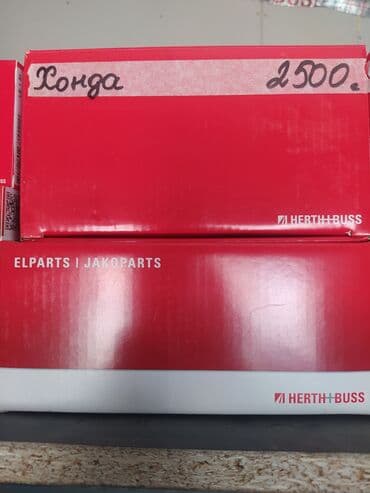 Хонда 2500.
HERTH+BUSS
ELPARTS | JAKOPARTS
HERTH+BUSS